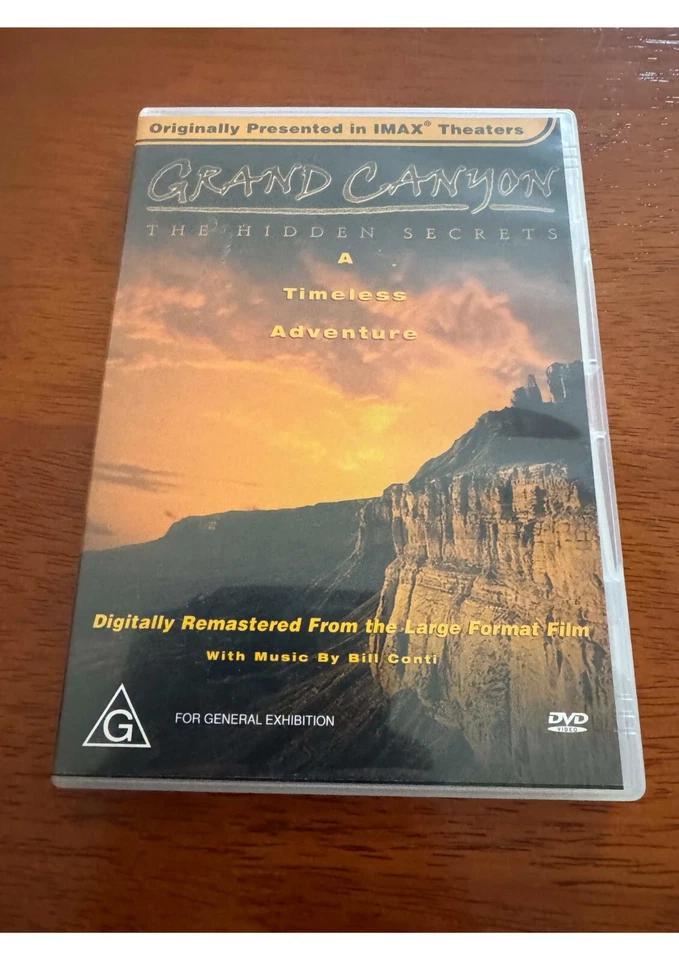 Originally Presented in IMAX® Theaters
GRAND CANYON
THE HIDDEN SECRETS
A
Timeless
Adventure
Digitally Remastered From the Large Format Film
With Music By Bill Conti
G
FOR GENERAL EXHIBITION
DVD
VIDEO